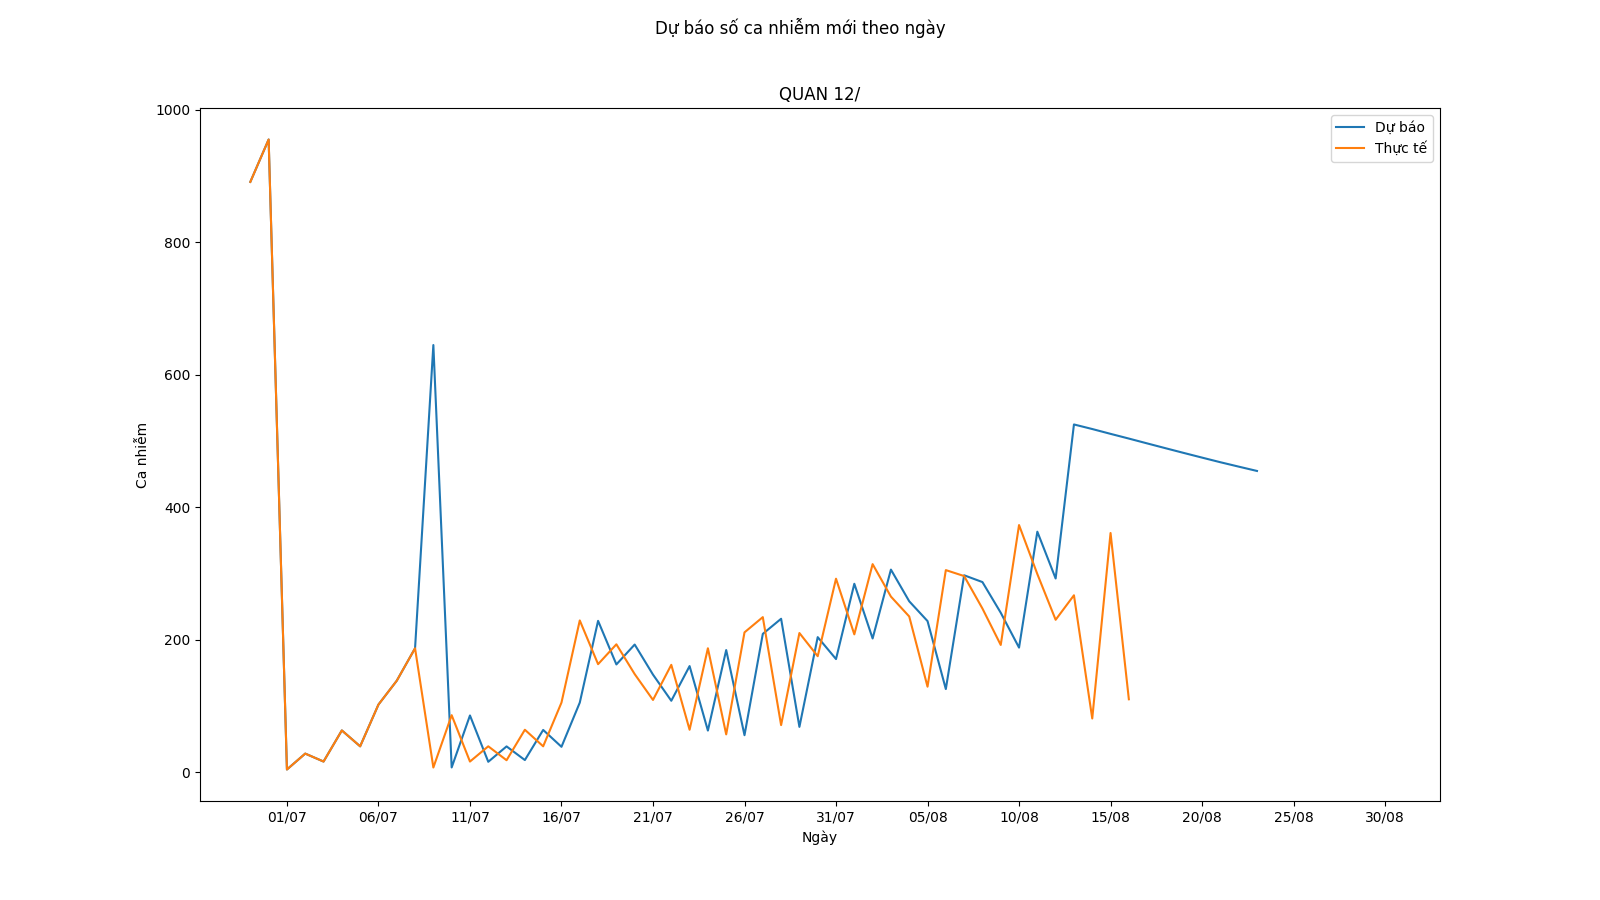 Dự báo số ca nhiễm mới theo ngày
QUAN 12/
1000
800
600
400
200
0
Ca nhiễm
Dự báo
Thực tế
01/07 06/07 11/07 16/07 21/07 26/07 31/07 05/08 10/08 15/08 20/08 25/08 30/08
Ngày